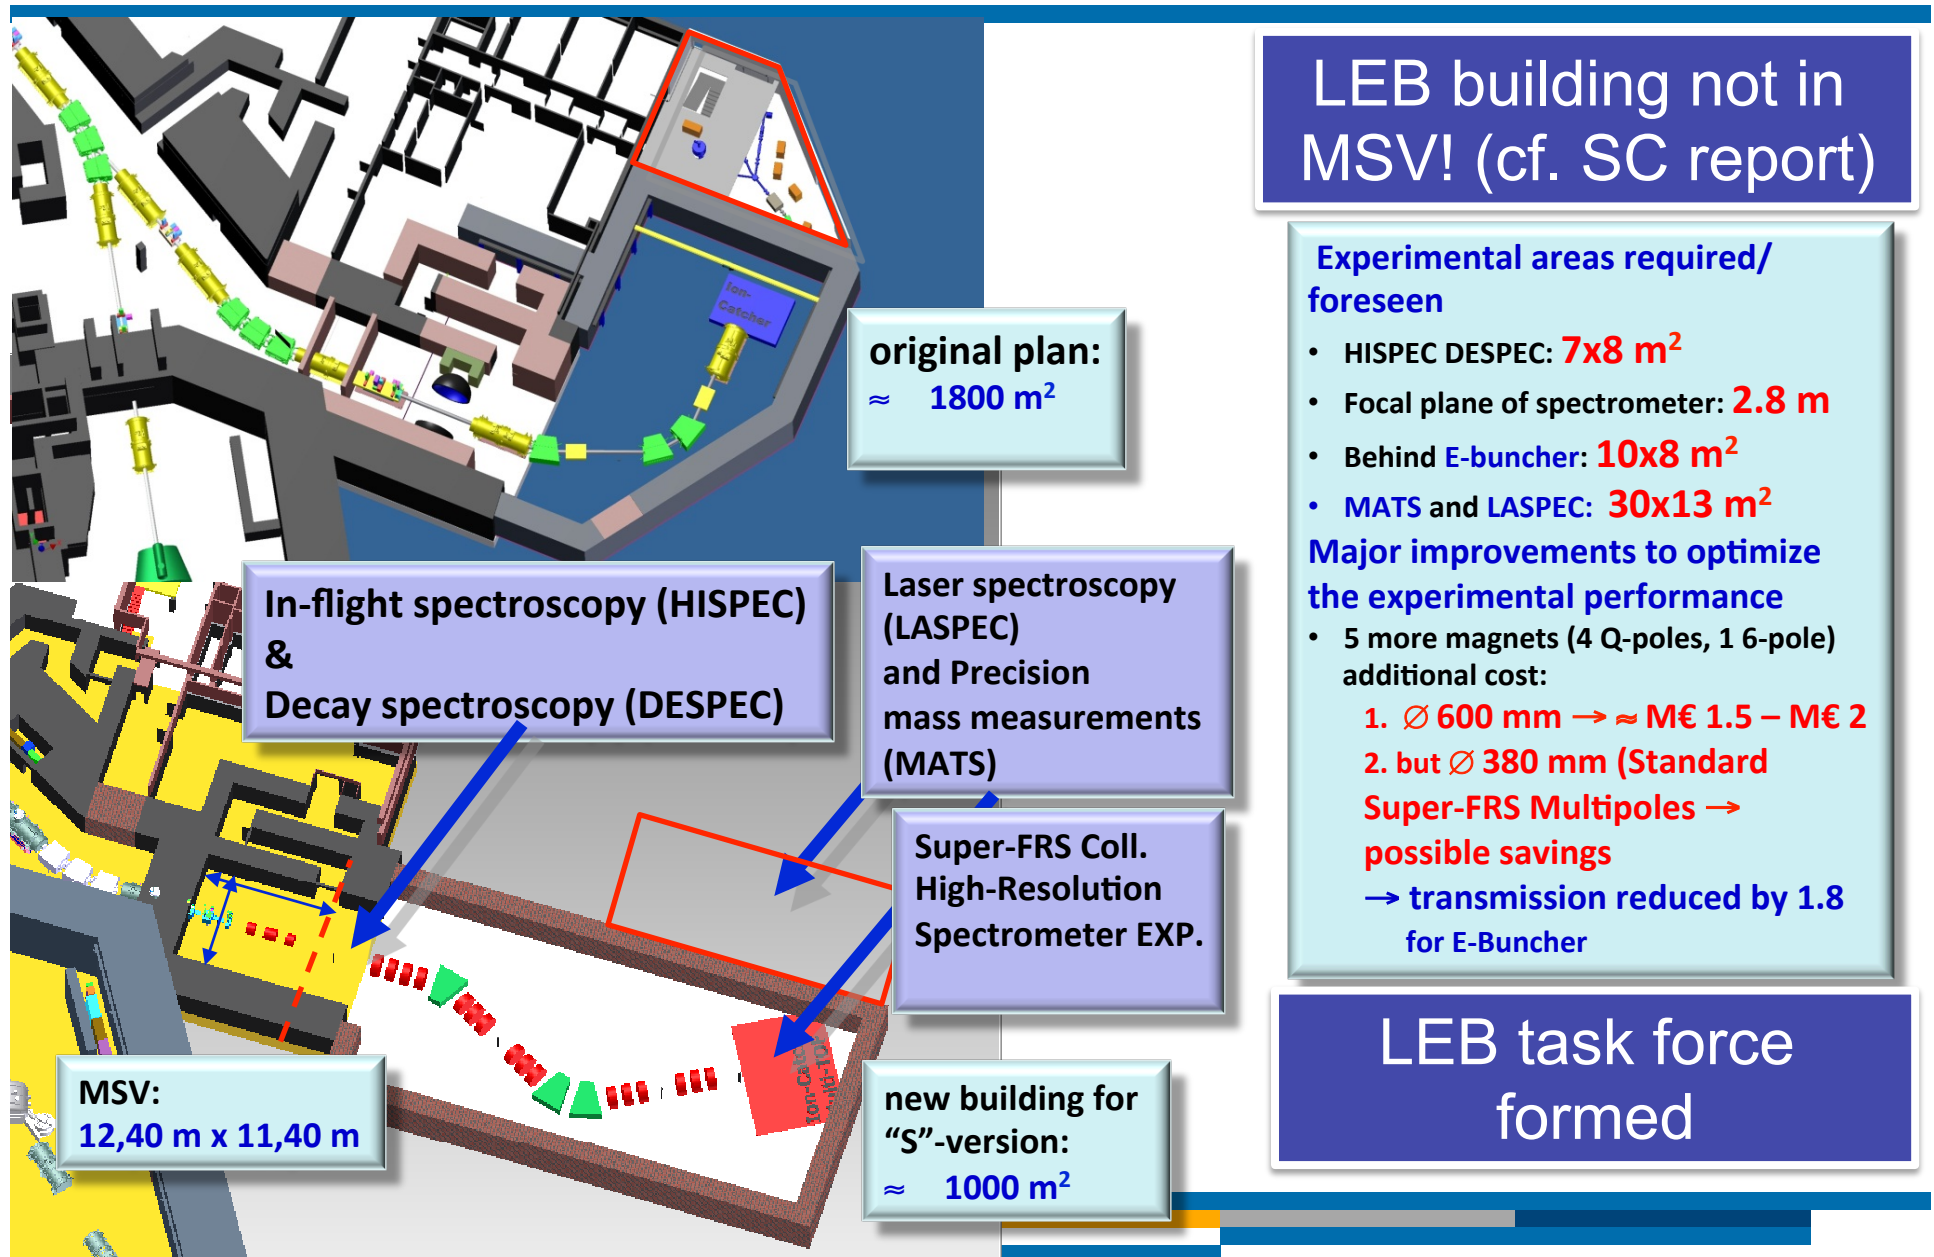 LEB building not in
MSV! (cf. SC report)
Ion-
Catcher
original plan:
≈ 1800 m²
Experimental areas required/
foreseen
• HISPEC DESPEC: 7x8 m²
• Focal plane of spectrometer: 2.8 m
• Behind E-buncher: 10x8 m²
• MATS and LASPEC: 30x13 m²
Major improvements to optimize
the experimental performance
• 5 more magnets (4 Q-poles, 1 6-pole)
additional cost:
1. ∅ 600 mm → ≈ M€ 1.5 – M€ 2
2. but ∅ 380 mm (Standard
Super-FRS Multipoles →
possible savings
→ transmission reduced by 1.8
for E-Buncher
In-flight spectroscopy (HISPEC)
&
Decay spectroscopy (DESPEC)
Laser spectroscopy
(LASPEC)
and Precision
mass measurements
(MATS)
Super-FRS Coll.
High-Resolution
Spectrometer EXP.
MSV:
12,40 m x 11,40 m
new building for
“S”-version:
≈ 1000 m²
LEB task force
formed